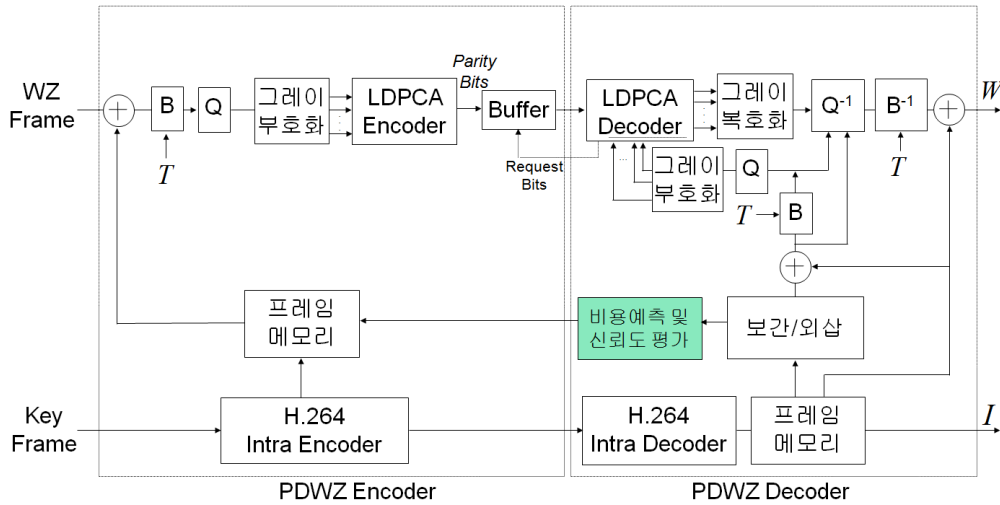 WZ
Frame
B
T
Q
그레이
부호화
LDPCA
Encoder
Parity
Bits
Buffer
Request
Bits
LDPCA
Decoder
그레이
복호화
Q⁻¹
B⁻¹
T
W
...
그레이
부호화
Q
T
B
프레임
메모리
비용예측 및
신뢰도 평가
보간/외삽
Key
Frame
H.264
Intra Encoder
H.264
Intra Decoder
프레임
메모리
I
PDWZ Encoder
PDWZ Decoder